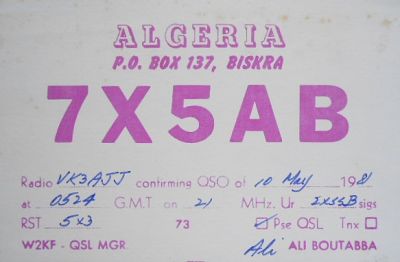 ALGERIA
P.O. BOX 137, BISKRA
7X5AB
Radio VK3AJJ confirming QSO of 10 May 1981
at 0524 G.M.T on 21 MHz. Ur 2XSSB sigs
RST 5x3 73 Pse QSL Tnx
W2KF - QSL MGR. Ali ALI BOUTABBA